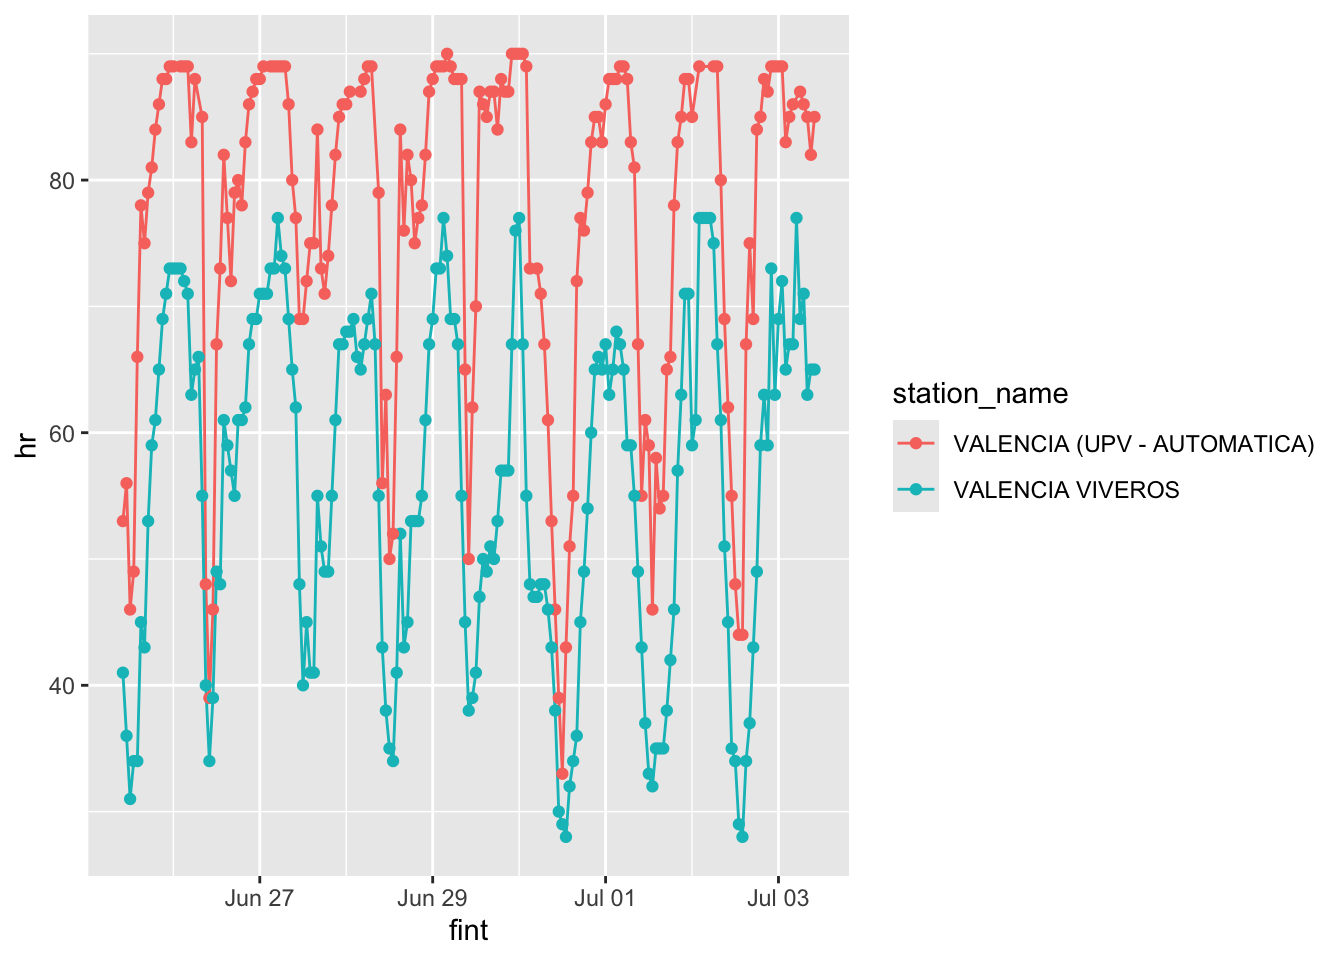 80
60
40
hr
Jun 27
Jun 29
Jul 01
Jul 03
fint
station_name
VALENCIA (UPV - AUTOMATICA)
VALENCIA VIVEROS